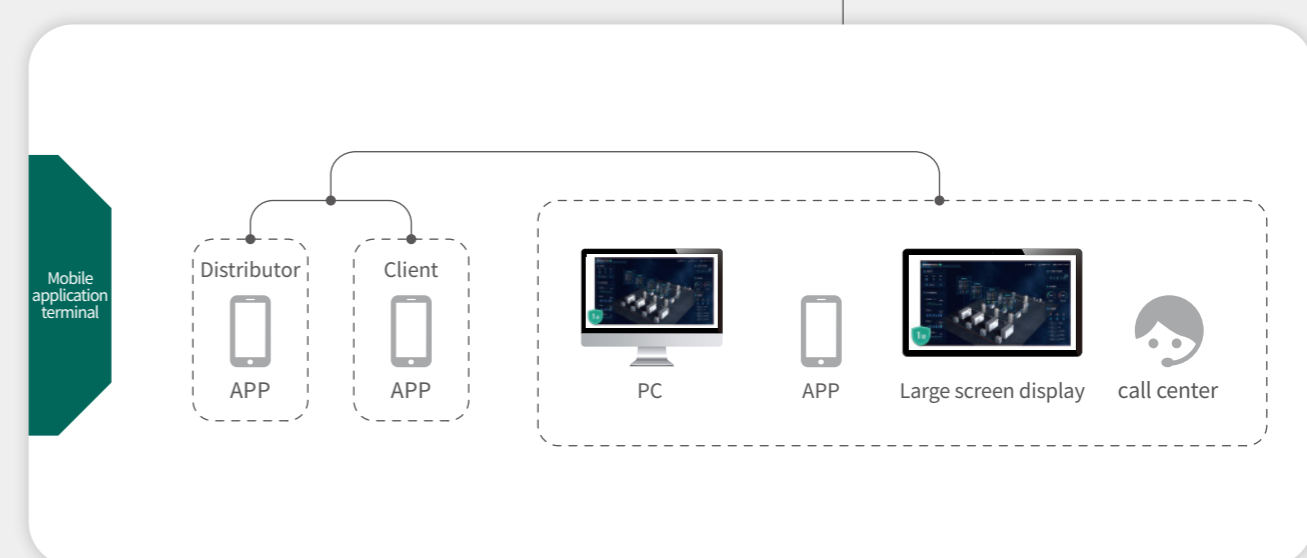 Mobile
application
terminal
Distributor
Client
APP
APP
PC
APP
Large screen display
call center